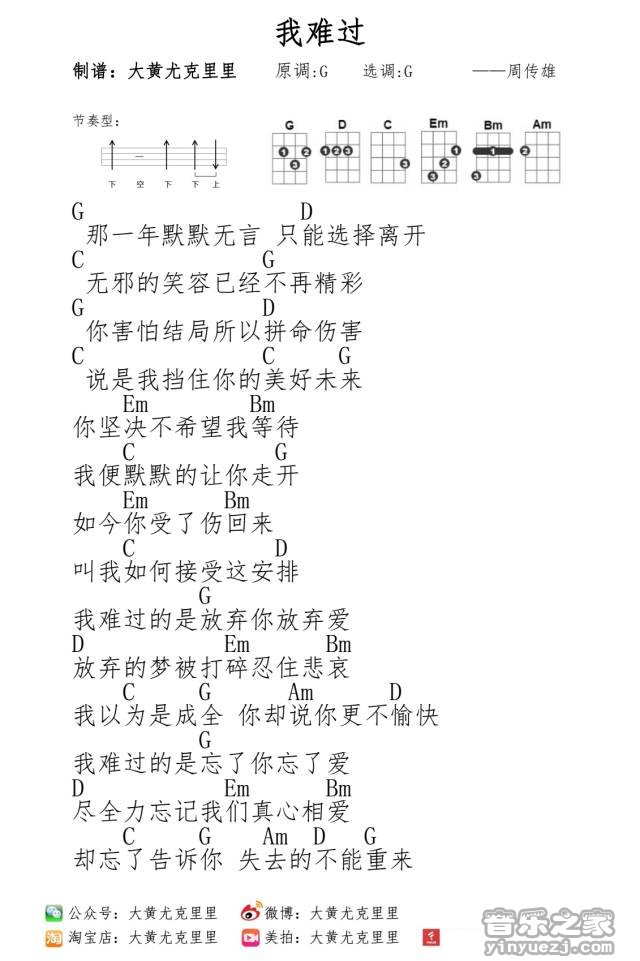 我难过
制谱：大黄尤克里里 原调:G 选调:G ——周传雄
节奏型：
G D C Em Bm Am
1 2 3 1 2 3 3 1 2 3 1 3 2
下 空 下 下 上
G D
那一年默默无言 只能选择离开
C G
无邪的笑容已经不再精彩
G D
你害怕结局所以拼命伤害
C C G
说是我挡住你的美好未来
Em Bm
你坚决不希望我等待
C G
我便默默的让你走开
Em Bm
如今你受了伤回来
C D
叫我如何接受这安排
G
我难过的是放弃你放弃爱
D Em Bm
放弃的梦被打碎忍住悲哀
C G Am D
我以为是成全 你却说你更不愉快
G
我难过的是忘了你忘了爱
D Em Bm
尽全力忘记我们真心相爱
C G Am D G
却忘了告诉你 失去的不能重来
公众号：大黄尤克里里 微博：大黄尤克里里
淘 淘宝店：大黄尤克里里 美拍：大黄尤克里里
音乐之家
yinyuezj.com